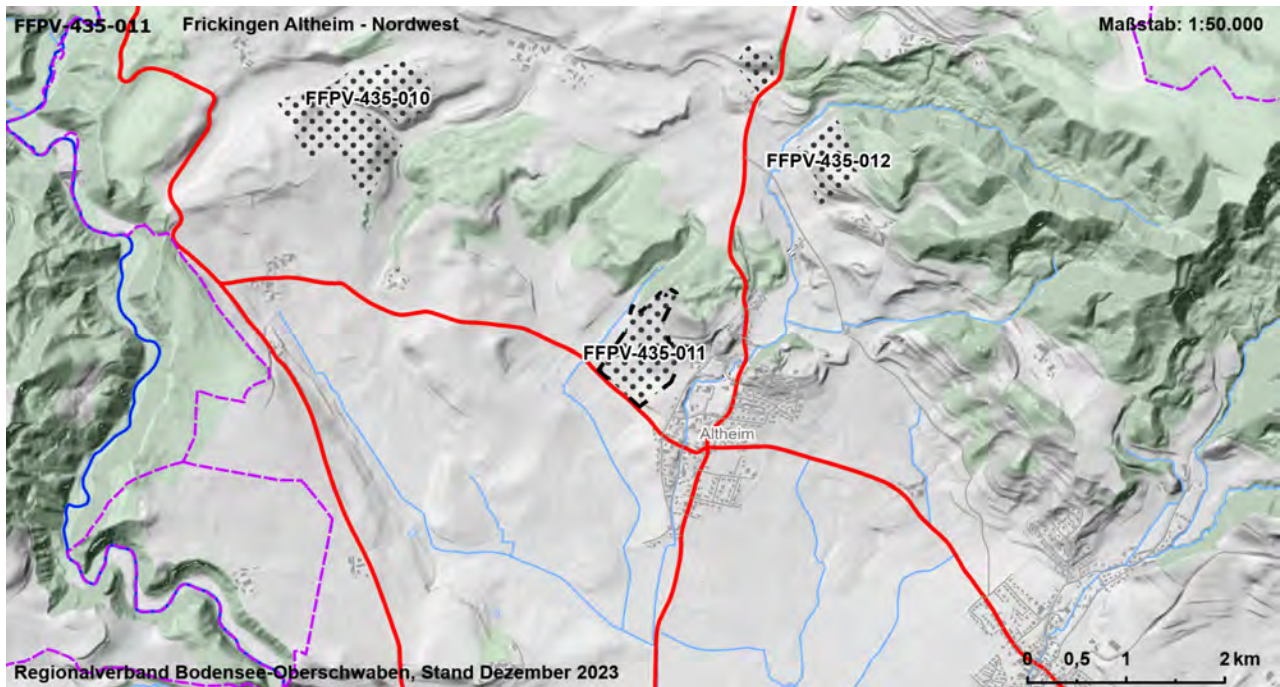 FFPV-435-011 Frickingen Altheim - Nordwest Maßstab: 1:50.000
FFPV-435-010
FFPV-435-012
FFPV-435-011
Altheim
Regionalverband Bodensee-Oberschwaben, Stand Dezember 2023
0 0,5 1 2 km